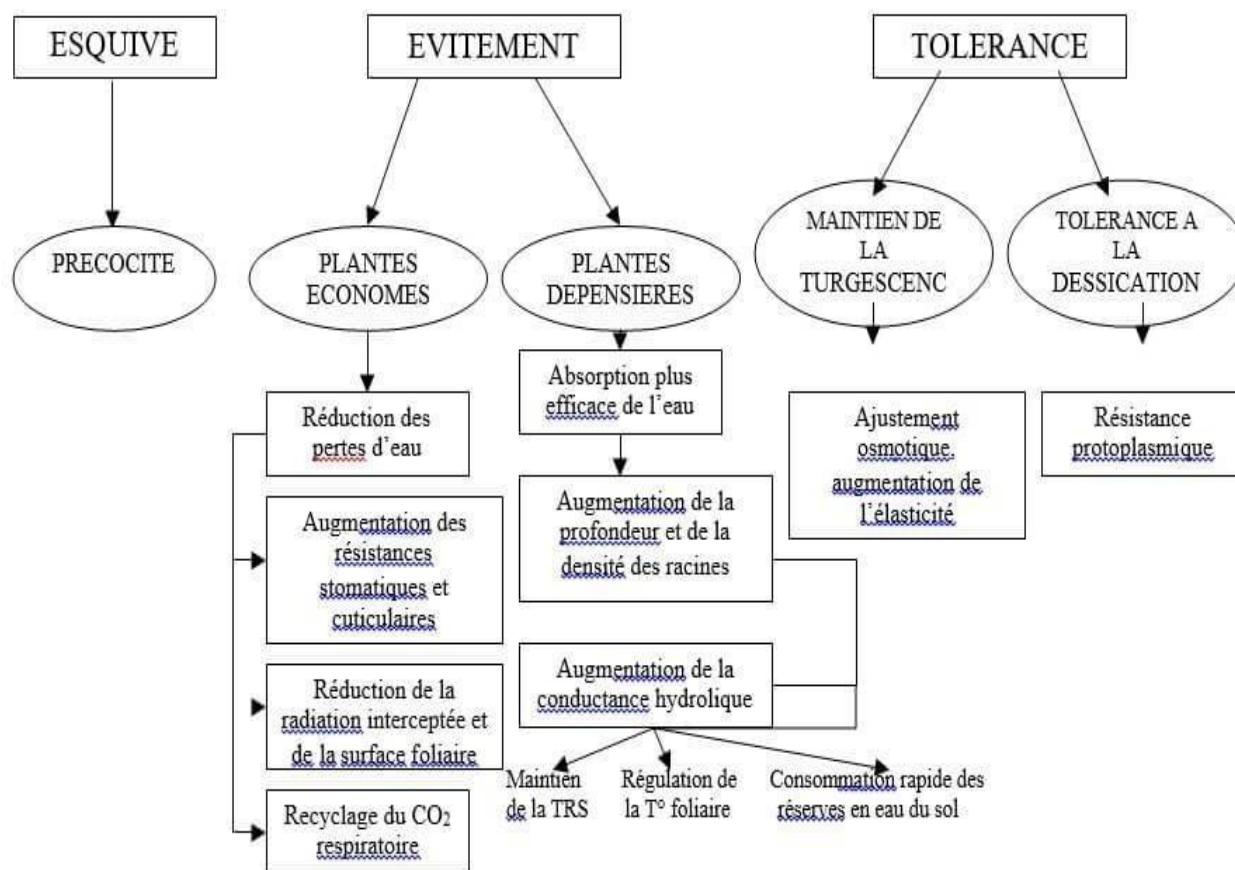 ESQUIVE
EVITEMENT
TOLERANCE
PRECOCITE
PLANTES
ECONOMES
PLANTES
DEPENSIERES
MAINTIEN DE
LA
TURGESCENC
TOLERANCE A
LA
DESSICATION
Réduction des
pertes d'eau
Augmentation des
résistances
stomatiques et
cuticulaires
Réduction de la
radiation interceptée et
de la surface foliaire
Recyclage du CO2
respiratoire
Absorption plus
efficace de l'eau
Augmentation de la
profondeur et de la
densité des racines
Augmentation de la
conductance hydrolique
Maintien
de la TRS
Régulation de
la T° foliaire
Consommation rapide des
réserves en eau du sol
Ajustement
osmotique,
augmentation de
l'élasticité
Résistance
protoplasmique